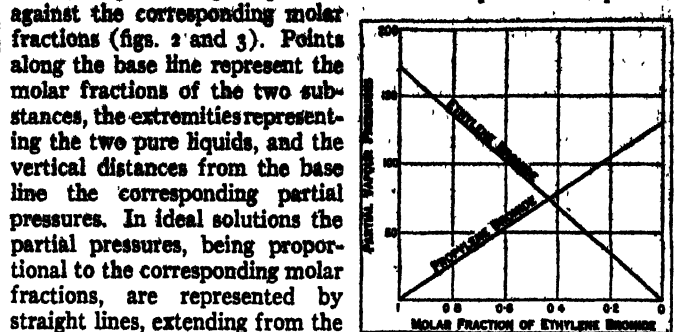 against the corresponding molar
fractions (figs. 2 and 3). Points
along the base line represent the
molar fractions of the two sub-
stances, the extremities represent-
ing the two pure liquids, and the
vertical distances from the base
line the corresponding partial
pressures. In ideal solutions the
partial pressures, being propor-
tional to the corresponding molar
fractions, are represented by
straight lines, extending from the
200
150
100
50
PARTIAL VAPOUR PRESSURES
ETHYLENE BROMIDE
PROPYLENE BROMIDE
1 0·8 0·6 0·4 0·2 0
MOLAR FRACTION OF ETHYLENE BROMIDE